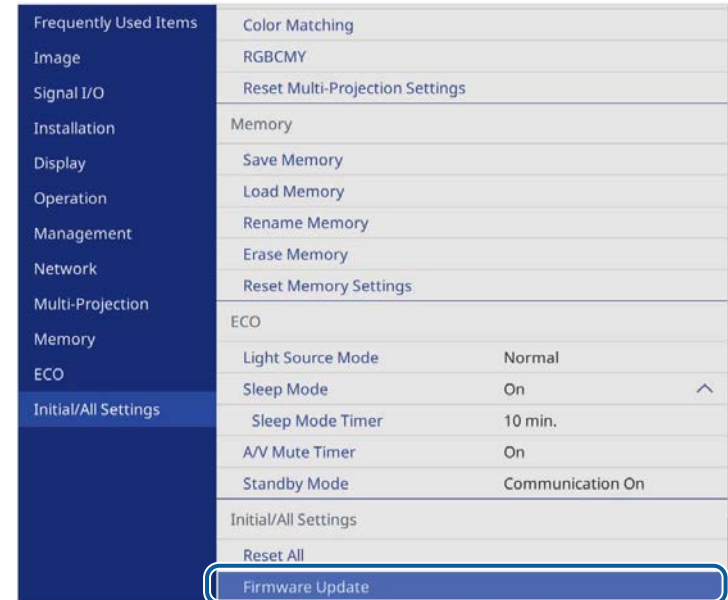 Frequently Used Items
Image
Signal I/O
Installation
Display
Operation
Management
Network
Multi-Projection
Memory
ECO
Initial/All Settings
Color Matching
RGBCMY
Reset Multi-Projection Settings
Memory
Save Memory
Load Memory
Rename Memory
Erase Memory
Reset Memory Settings
ECO
Light Source Mode Normal
Sleep Mode On
Sleep Mode Timer 10 min.
A/V Mute Timer On
Standby Mode Communication On
Initial/All Settings
Reset All
Firmware Update